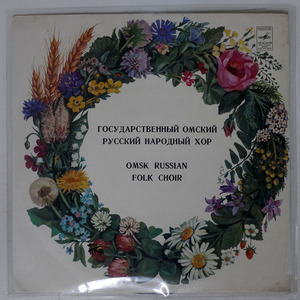 ГОСУДАРСТВЕННЫЙ ОМСКИЙ
РУССКИЙ НАРОДНЫЙ ХОР
OMSK RUSSIAN
FOLK CHOIR